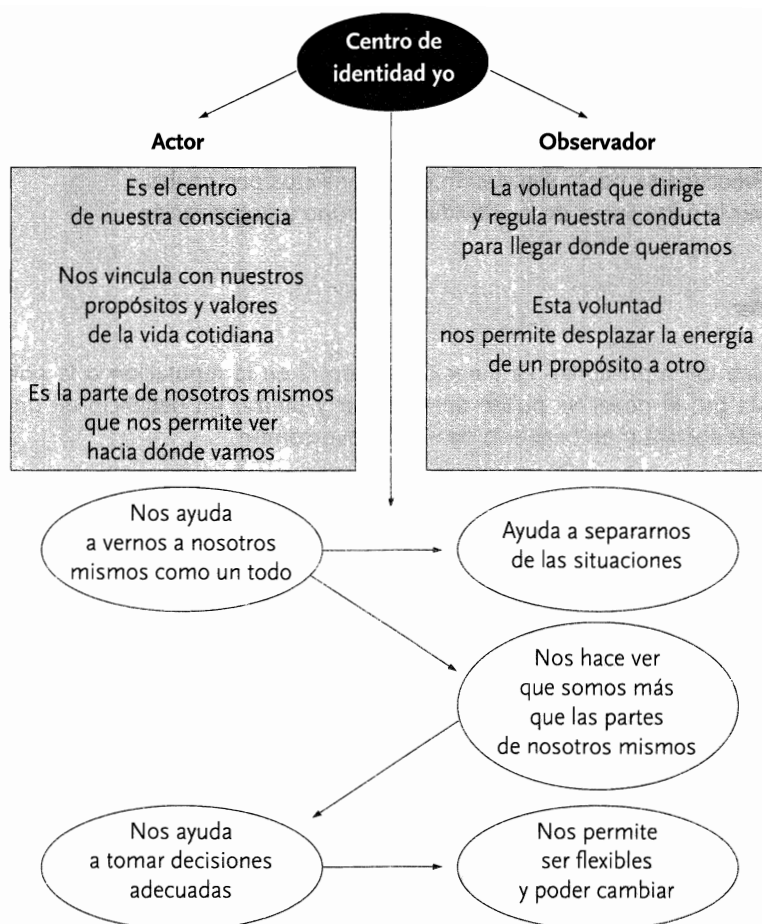 Centro de
identidad yo
Actor
Es el centro
de nuestra consciencia
Nos vincula con nuestros
propósitos y valores
de la vida cotidiana
Es la parte de nosotros mismos
que nos permite ver
hacia dónde vamos
Observador
La voluntad que dirige
y regula nuestra conducta
para llegar donde queramos
Esta voluntad
nos permite desplazar la energía
de un propósito a otro
Nos ayuda
a vernos a nosotros
mismos como un todo
Ayuda a separarnos
de las situaciones
Nos hace ver
que somos más
que las partes
de nosotros mismos
Nos ayuda
a tomar decisiones
adecuadas
Nos permite
ser flexibles
y poder cambiar